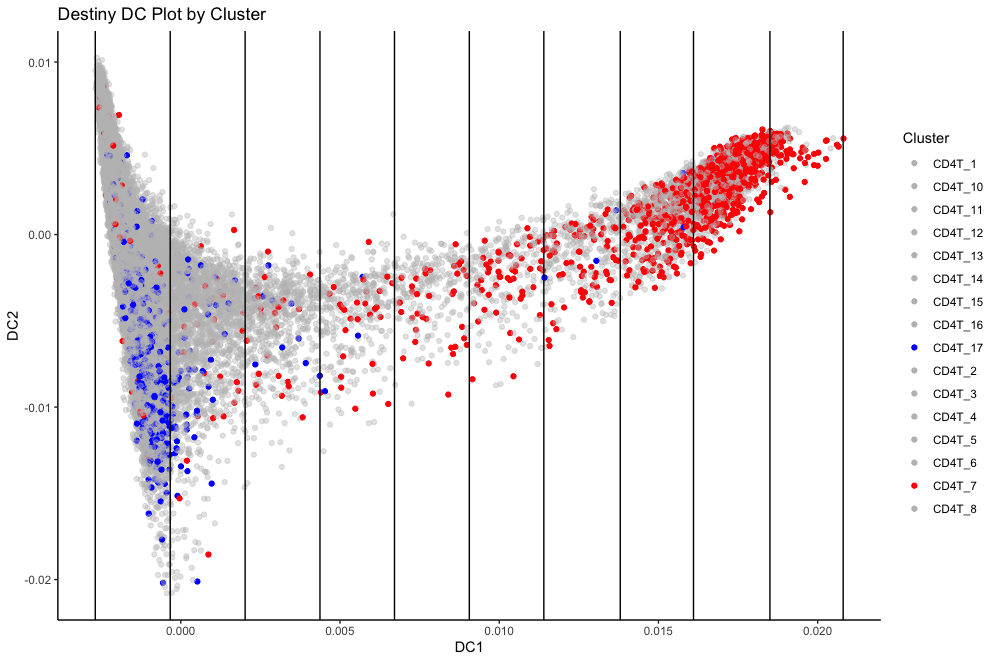 Destiny DC Plot by Cluster
0.01
0.00
-0.01
-0.02
DC2
0.000 0.005 0.010 0.015 0.020
DC1
Cluster
CD4T_1
CD4T_10
CD4T_11
CD4T_12
CD4T_13
CD4T_14
CD4T_15
CD4T_16
CD4T_17
CD4T_2
CD4T_3
CD4T_4
CD4T_5
CD4T_6
CD4T_7
CD4T_8